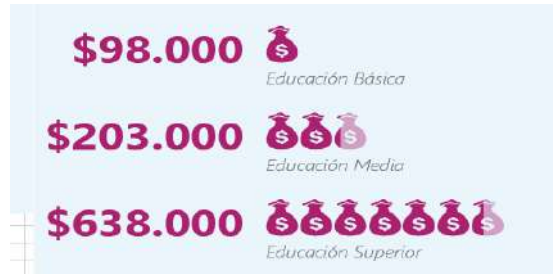 $98.000
Educación Básica
$203.000
Educación Media
$638.000
Educación Superior